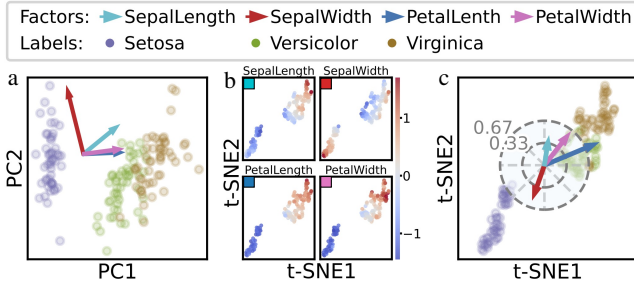 Factors: SepalLength SepalWidth PetalLenth PetalWidth
Labels: Setosa Versicolor Virginica
a
PC2
PC1
b
SepalLength SepalWidth
PetalLength PetalWidth
t-SNE2
t-SNE1
1
0
−1
c
0.67
0.33
t-SNE2
t-SNE1